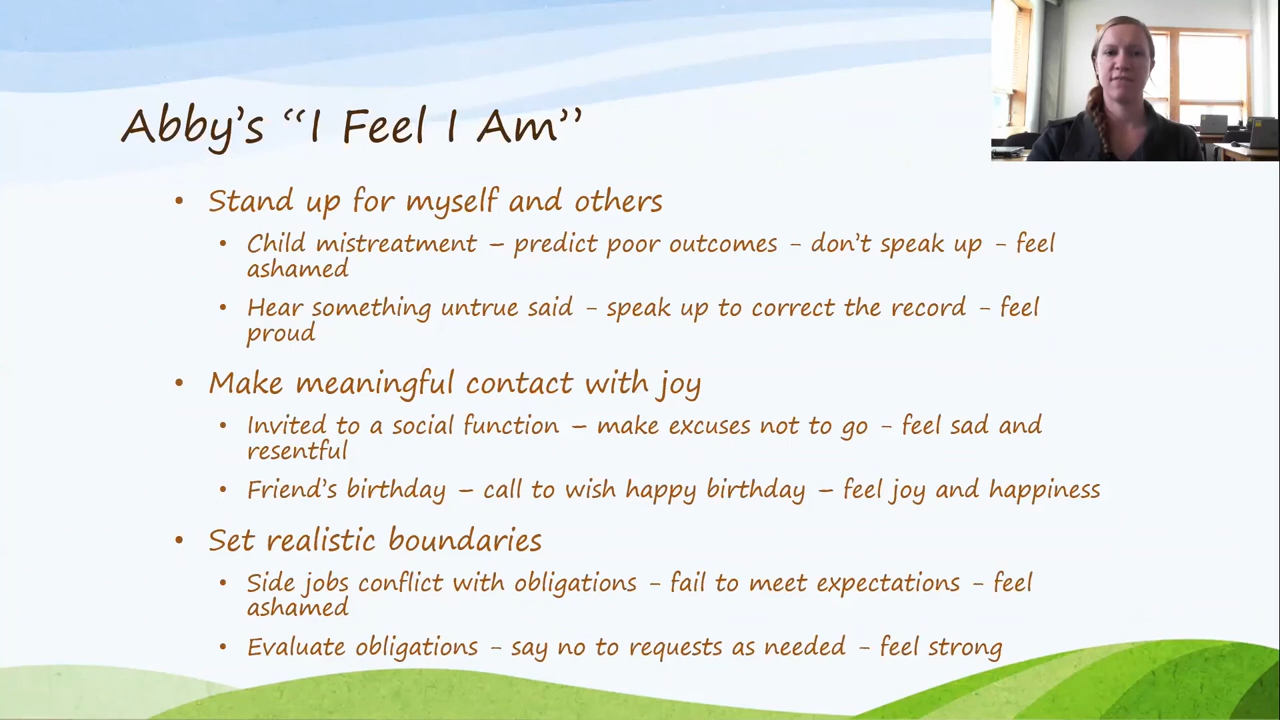 Abby’s “I Feel I Am”
• Stand up for myself and others
• Child mistreatment – predict poor outcomes - don’t speak up - feel
ashamed
• Hear something untrue said - speak up to correct the record - feel
proud
• Make meaningful contact with joy
• Invited to a social function – make excuses not to go - feel sad and
resentful
• Friend’s birthday – call to wish happy birthday – feel joy and happiness
• Set realistic boundaries
• Side jobs conflict with obligations - fail to meet expectations - feel
ashamed
• Evaluate obligations - say no to requests as needed - feel strong